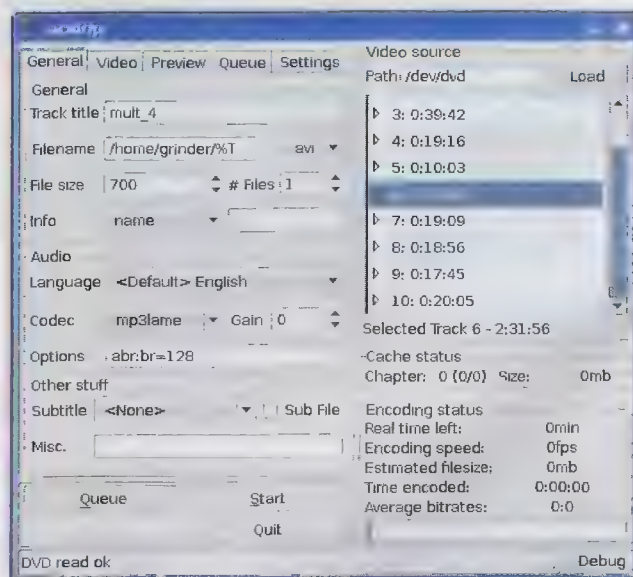 General Video Preview Queue Settings
General
Track title mult_4
Filename /home/grinder/%T avi
File size 700 # Files 1
Info name
Audio
Language <Default> English
Codec mp3lame Gain 0
Options abr:br=128
Other stuff
Subtitle <None> Sub File
Misc.
Queue Start
Quit
DVD read ok
Video source
Path: /dev/dvd Load
3: 0:39:42
4: 0:19:16
5: 0:10:03
7: 0:19:09
8: 0:18:56
9: 0:17:45
10: 0:20:05
Selected Track 6 - 2:31:56
Cache status
Chapter: 0 (0/0) Size: 0mb
Encoding status
Real time left: 0min
Encoding speed: 0fps
Estimated filesize: 0mb
Time encoded: 0:00:00
Average bitrates: 0:0
Debug